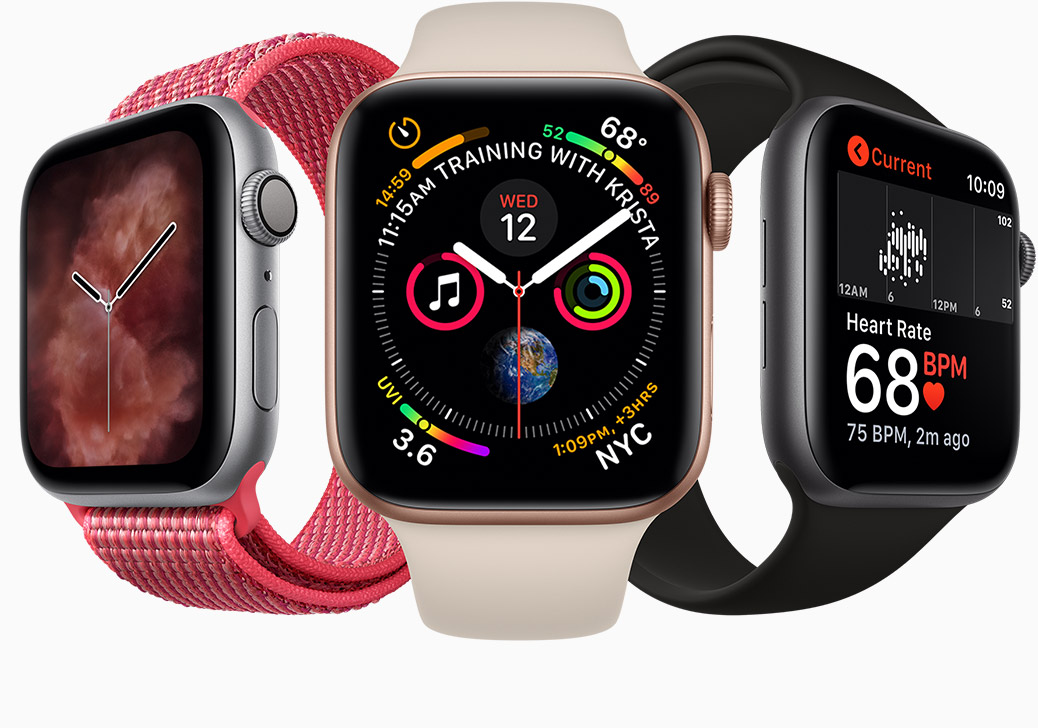 68°
52
89
14:59
11:15AM TRAINING WITH KRISTA
WED
12
UVI
3.6
1:09PM, +3HRS
NYC
Current
10:09
102
52
12AM
6
12PM
6
Heart Rate
68 BPM
75 BPM, 2m ago